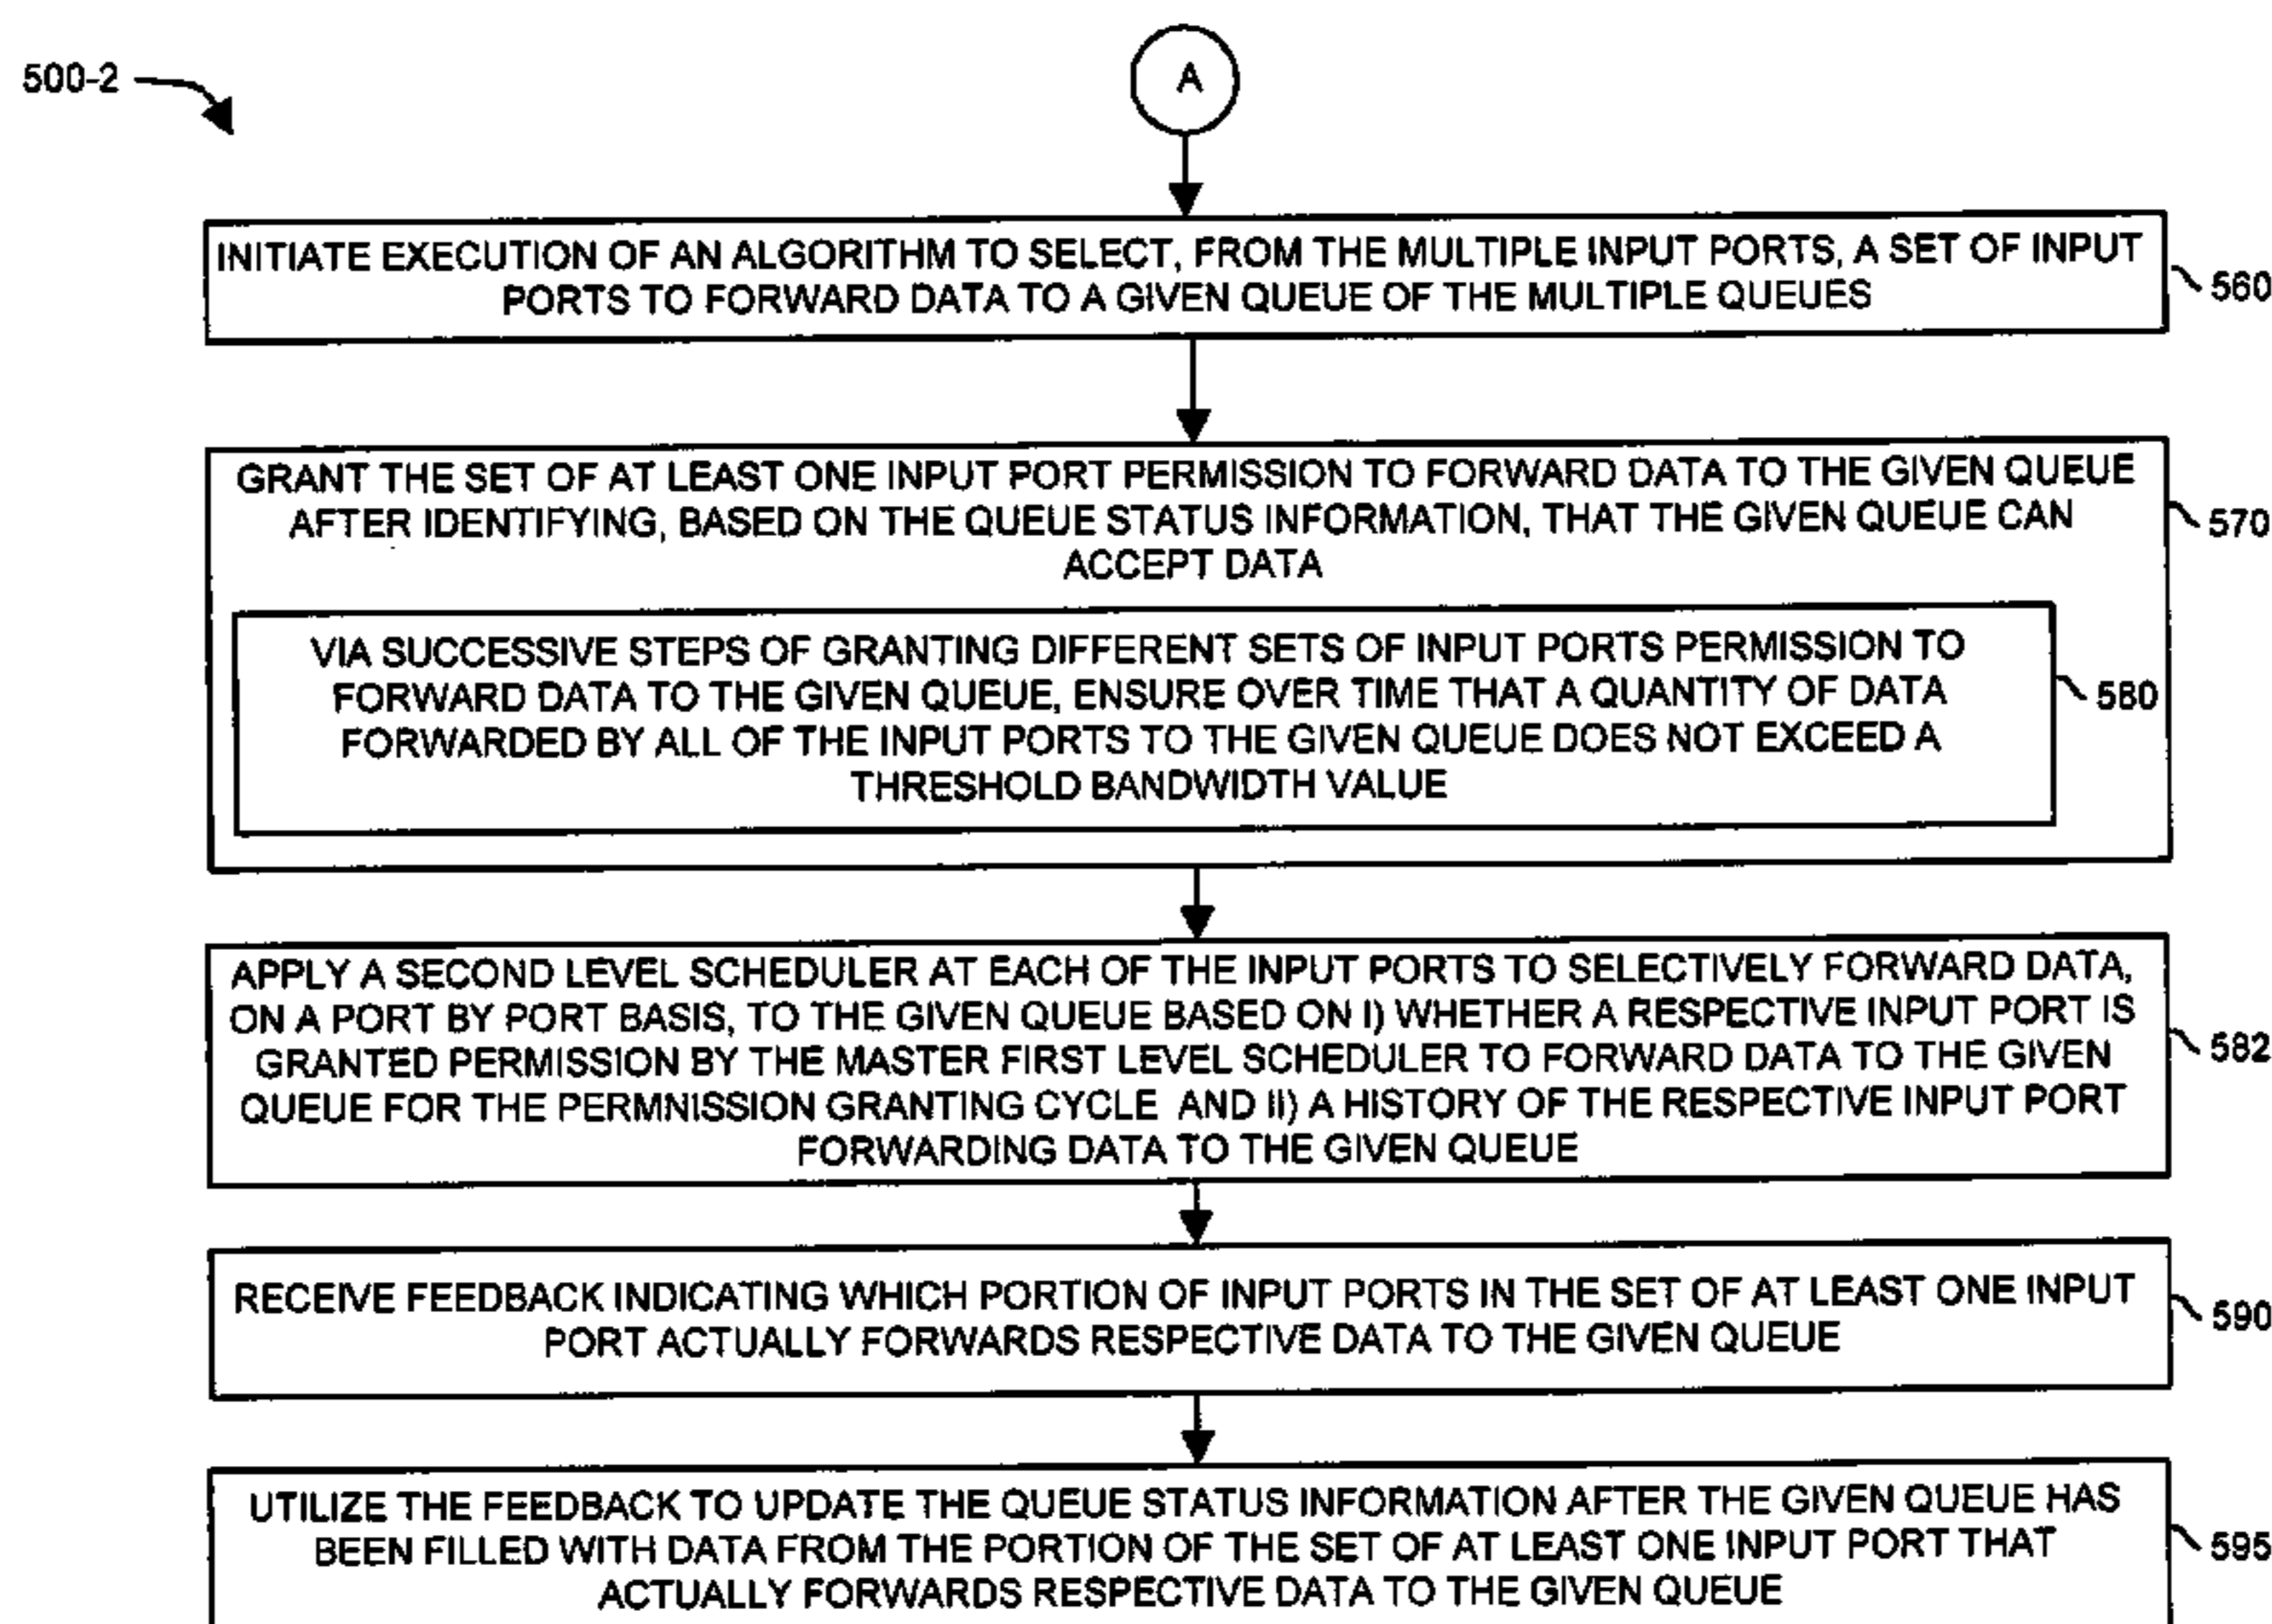 500-2
A
INITIATE EXECUTION OF AN ALGORITHM TO SELECT, FROM THE MULTIPLE INPUT PORTS, A SET OF INPUT
PORTS TO FORWARD DATA TO A GIVEN QUEUE OF THE MULTIPLE QUEUES
560
GRANT THE SET OF AT LEAST ONE INPUT PORT PERMISSION TO FORWARD DATA TO THE GIVEN QUEUE
AFTER IDENTIFYING, BASED ON THE QUEUE STATUS INFORMATION, THAT THE GIVEN QUEUE CAN
ACCEPT DATA
570
VIA SUCCESSIVE STEPS OF GRANTING DIFFERENT SETS OF INPUT PORTS PERMISSION TO
FORWARD DATA TO THE GIVEN QUEUE, ENSURE OVER TIME THAT A QUANTITY OF DATA
FORWARDED BY ALL OF THE INPUT PORTS TO THE GIVEN QUEUE DOES NOT EXCEED A
THRESHOLD BANDWIDTH VALUE
580
APPLY A SECOND LEVEL SCHEDULER AT EACH OF THE INPUT PORTS TO SELECTIVELY FORWARD DATA,
ON A PORT BY PORT BASIS, TO THE GIVEN QUEUE BASED ON I) WHETHER A RESPECTIVE INPUT PORT IS
GRANTED PERMISSION BY THE MASTER FIRST LEVEL SCHEDULER TO FORWARD DATA TO THE GIVEN
QUEUE FOR THE PERMNISSION GRANTING CYCLE AND II) A HISTORY OF THE RESPECTIVE INPUT PORT
FORWARDING DATA TO THE GIVEN QUEUE
582
RECEIVE FEEDBACK INDICATING WHICH PORTION OF INPUT PORTS IN THE SET OF AT LEAST ONE INPUT
PORT ACTUALLY FORWARDS RESPECTIVE DATA TO THE GIVEN QUEUE
590
UTILIZE THE FEEDBACK TO UPDATE THE QUEUE STATUS INFORMATION AFTER THE GIVEN QUEUE HAS
BEEN FILLED WITH DATA FROM THE PORTION OF THE SET OF AT LEAST ONE INPUT PORT THAT
ACTUALLY FORWARDS RESPECTIVE DATA TO THE GIVEN QUEUE
595